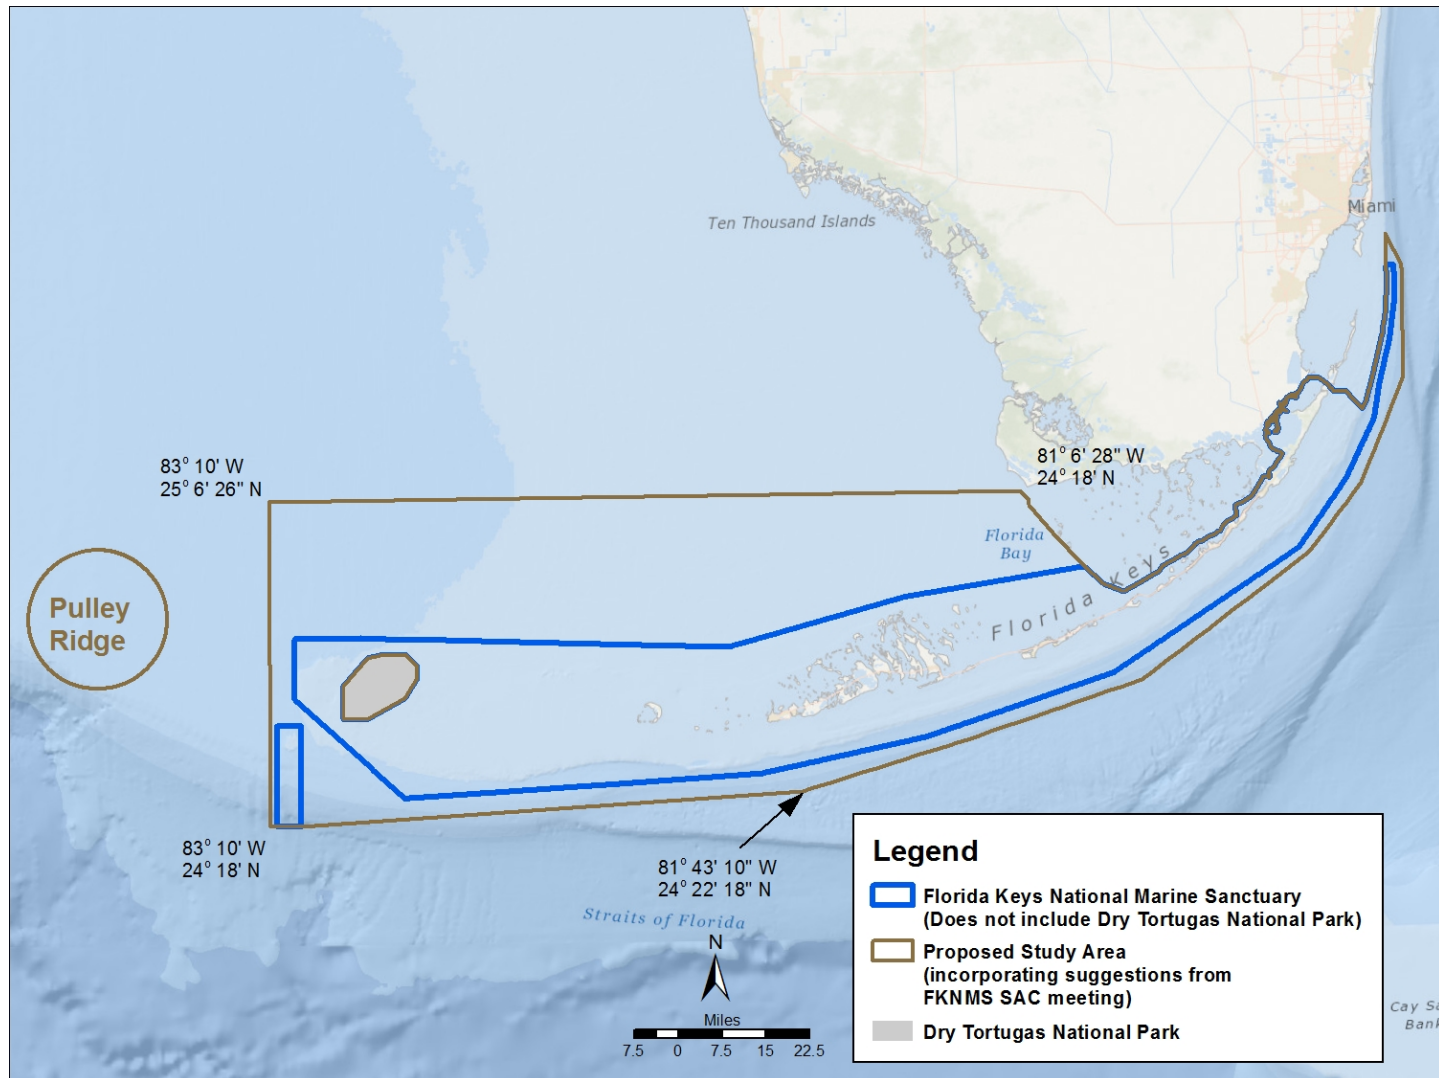 Miami
Ten Thousand Islands
83° 10' W
25° 6' 26" N
81° 6' 28" W
24° 18' N
Florida
Bay
Pulley
Ridge
Florida Keys
83° 10' W
24° 18' N
81° 43' 10" W
24° 22' 18" N
Straits of Florida
N
Miles
7.5 0 7.5 15 22.5
Legend
Florida Keys National Marine Sanctuary
(Does not include Dry Tortugas National Park)
Proposed Study Area
(incorporating suggestions from
FKNMS SAC meeting)
Dry Tortugas National Park
Cay Sa
Bank